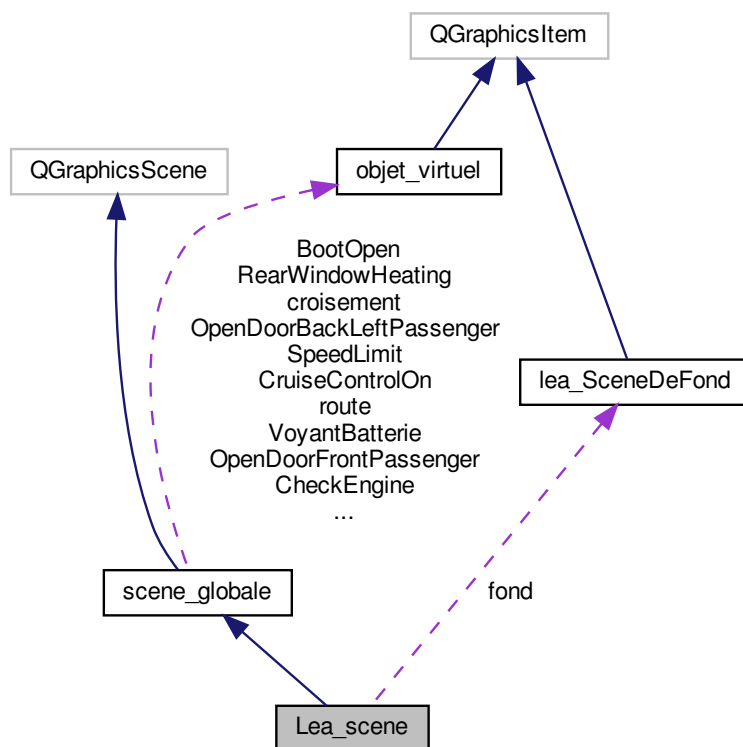 QGraphicsItem
QGraphicsScene
objet_virtuel
BootOpen
RearWindowHeating
croisement
OpenDoorBackLeftPassenger
SpeedLimit
CruiseControlOn
route
VoyantBatterie
OpenDoorFrontPassenger
CheckEngine
...
lea_SceneDeFond
scene_globale
fond
Lea_scene